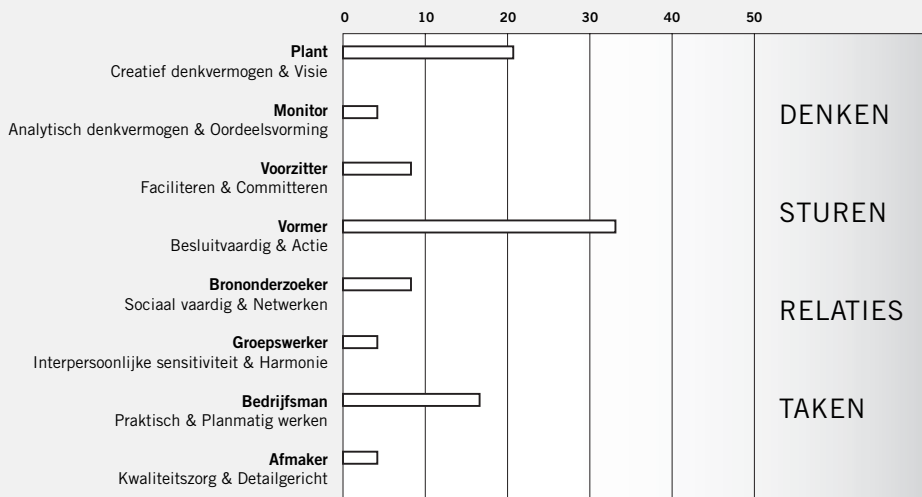 0 10 20 30 40 50
Plant
Creatief denkvermogen & Visie
Monitor
Analytisch denkvermogen & Oordeelsvorming
DENKEN
Voorzitter
Faciliteren & Committeren
STUREN
Vormer
Besluitvaardig & Actie
Brononderzoeker
Sociaal vaardig & Netwerken
RELATIES
Groepswerker
Interpersoonlijke sensitiviteit & Harmonie
Bedrijfsman
Praktisch & Planmatig werken
TAKEN
Afmaker
Kwaliteitszorg & Detailgericht